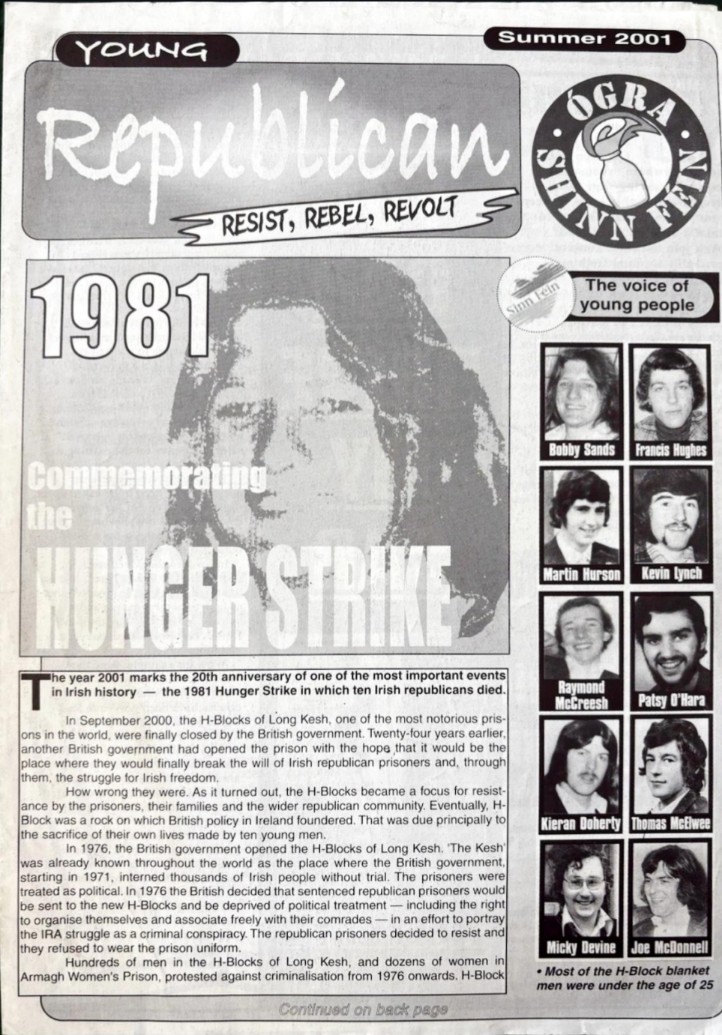 YOUNG
Summer 2001
Republican
RESIST, REBEL, REVOLT
ÓGRA
SHINN FÉIN
1981
Commemorating
the
HUNGER STRIKE
Sinn Féin
The voice of
young people
Bobby Sands
Francis Hughes
Martin Hurson
Kevin Lynch
Raymond
McCreesh
Patsy O'Hara
Kieran Doherty
Thomas McElwee
Micky Devine
Joe McDonnell
• Most of the H-Block blanket
men were under the age of 25
The year 2001 marks the 20th anniversary of one of the most important events
in Irish history — the 1981 Hunger Strike in which ten Irish republicans died.
In September 2000, the H-Blocks of Long Kesh, one of the most notorious pris-
ons in the world, were finally closed by the British government. Twenty-four years earlier,
another British government had opened the prison with the hope that it would be the
place where they would finally break the will of Irish republican prisoners and, through
them, the struggle for Irish freedom.
How wrong they were. As it turned out, the H-Blocks became a focus for resist-
ance by the prisoners, their families and the wider republican community. Eventually, H-
Block was a rock on which British policy in Ireland foundered. That was due principally to
the sacrifice of their own lives made by ten young men.
In 1976, the British government opened the H-Blocks of Long Kesh. 'The Kesh'
was already known throughout the world as the place where the British government,
starting in 1971, interned thousands of Irish people without trial. The prisoners were
treated as political. In 1976 the British decided that sentenced republican prisoners would
be sent to the new H-Blocks and be deprived of political treatment — including the right
to organise themselves and associate freely with their comrades — in an effort to portray
the IRA struggle as a criminal conspiracy. The republican prisoners decided to resist and
they refused to wear the prison uniform.
Hundreds of men in the H-Blocks of Long Kesh, and dozens of women in
Armagh Women's Prison, protested against criminalisation from 1976 onwards. H-Block
Continued on back page